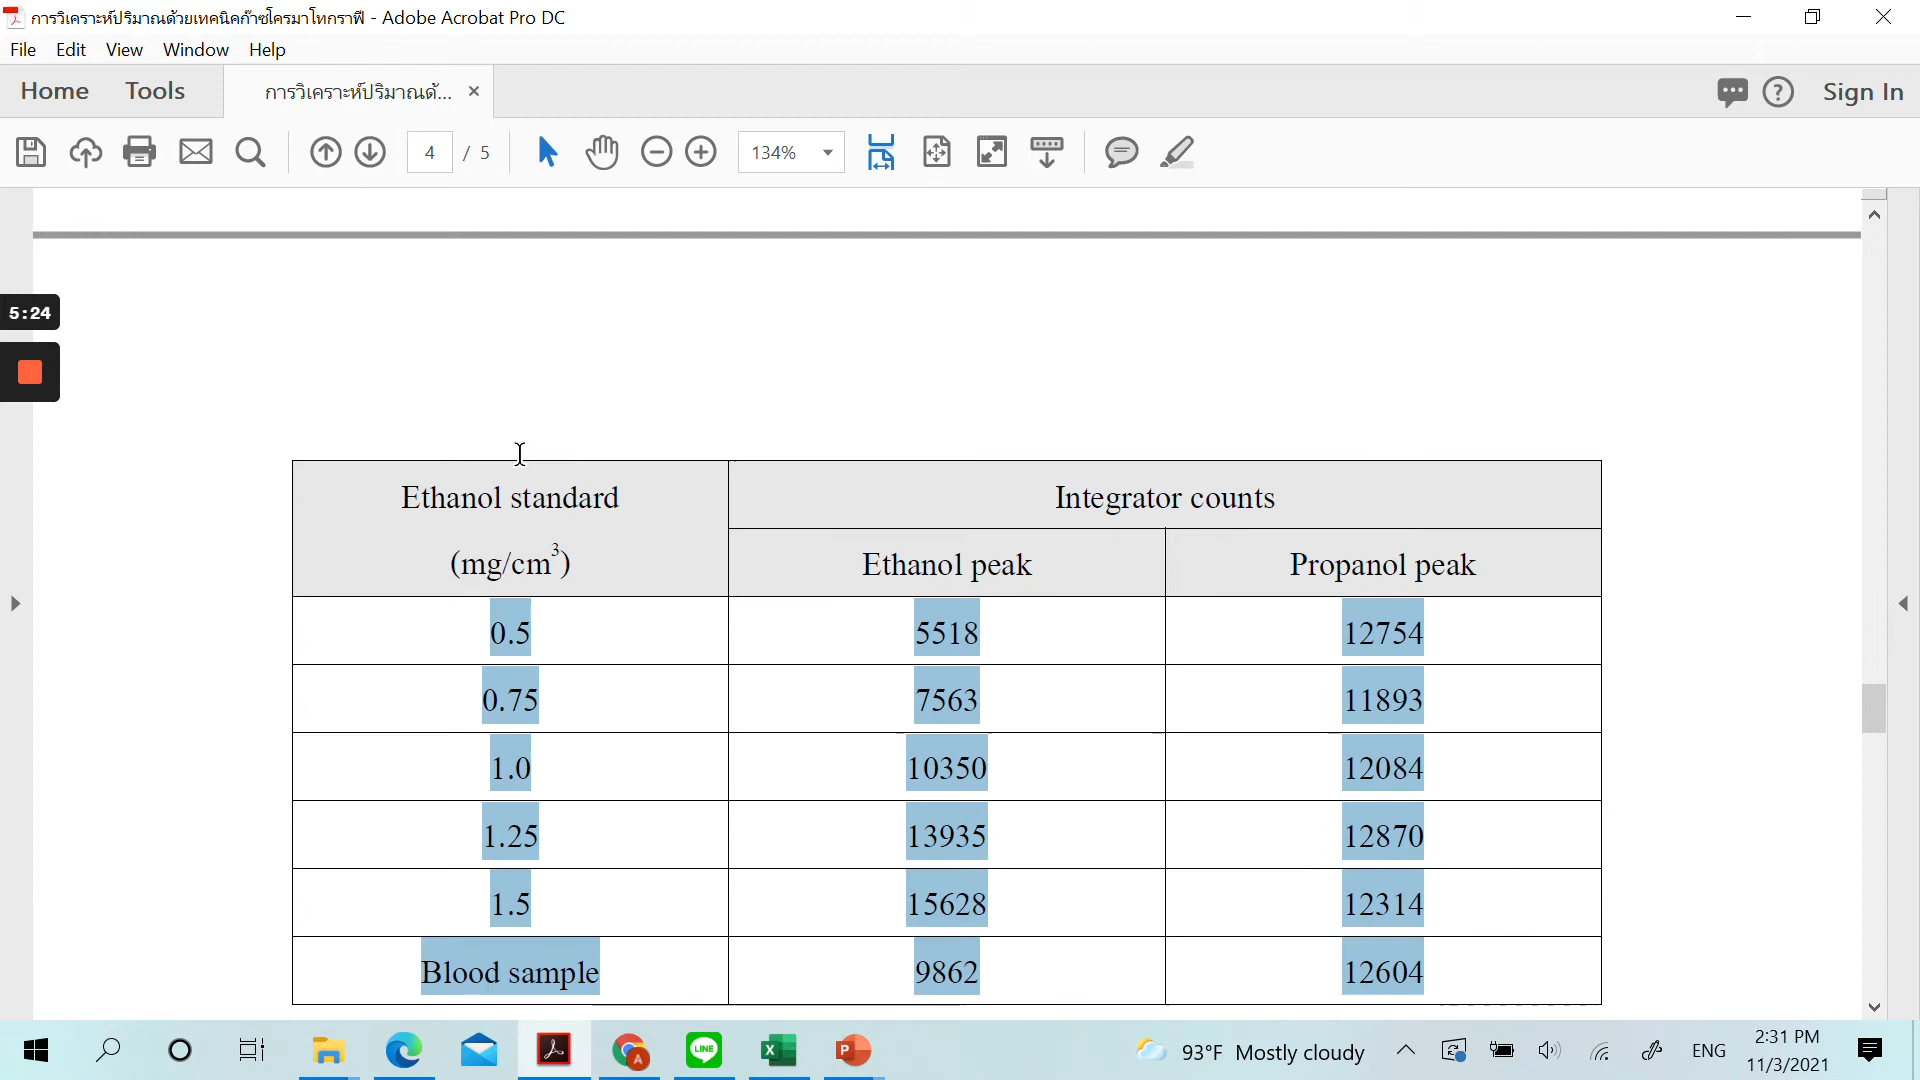 การวิเคราะห์ปริมาณด้วยเทคนิคก๊าซโครมาโทกราฟี - Adobe Acrobat Pro DC
File Edit View Window Help
Home Tools การวิเคราะห์ปริมาณด้... × Sign In
4 / 5 134%
5:24
Ethanol standard Integrator counts
(mg/cm³) Ethanol peak Propanol peak
0.5 5518 12754
0.75 7563 11893
1.0 10350 12084
1.25 13935 12870
1.5 15628 12314
Blood sample 9862 12604
LINE
93°F Mostly cloudy ENG 2:31 PM
11/3/2021